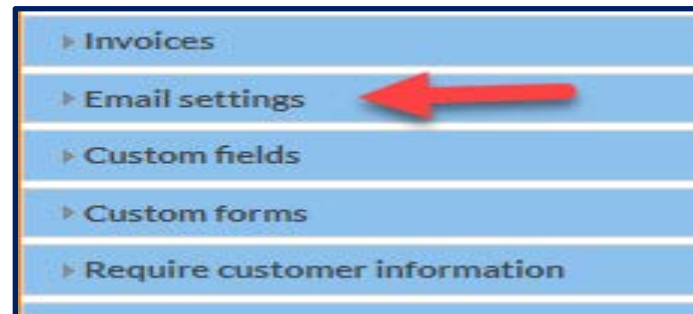 Invoices
Email settings
Custom fields
Custom forms
Require customer information